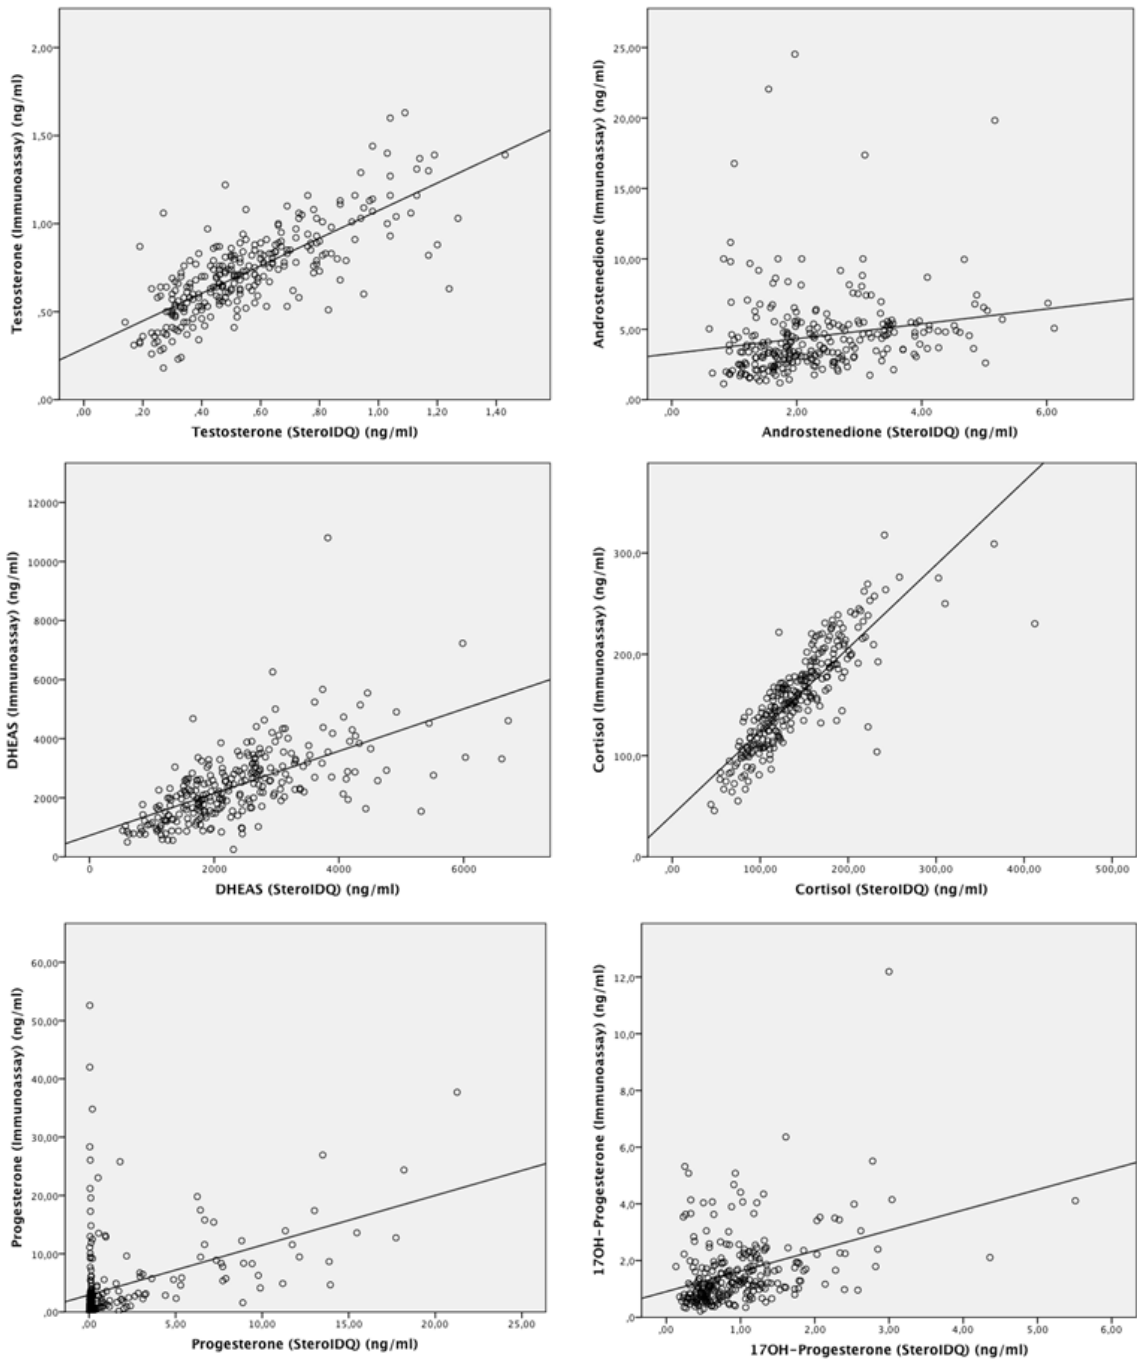 Testosterone (Immunoassay) (ng/ml)
2,00
1,50
1,00
,50
,00
,00 ,20 ,40 ,60 ,80 1,00 1,20 1,40
Testosterone (SteroIDQ) (ng/ml)
Androstenedione (Immunoassay) (ng/ml)
25,00
20,00
15,00
10,00
5,00
,00
,00 2,00 4,00 6,00
Androstenedione (SteroIDQ) (ng/ml)
DHEAS (Immunoassay) (ng/ml)
12000
10000
8000
6000
4000
2000
0
0 2000 4000 6000
DHEAS (SteroIDQ) (ng/ml)
Cortisol (Immunoassay) (ng/ml)
300,0
200,0
100,0
,0
,00 100,00 200,00 300,00 400,00 500,00
Cortisol (SteroIDQ) (ng/ml)
Progesterone (Immunoassay) (ng/ml)
60,00
50,00
40,00
30,00
20,00
10,00
,00
,00 5,00 10,00 15,00 20,00 25,00
Progesterone (SteroIDQ) (ng/ml)
17OH-Progesterone (Immunoassay) (ng/ml)
12,0
10,0
8,0
6,0
4,0
2,0
,0
,00 1,00 2,00 3,00 4,00 5,00 6,00
17OH-Progesterone (SteroIDQ) (ng/ml)